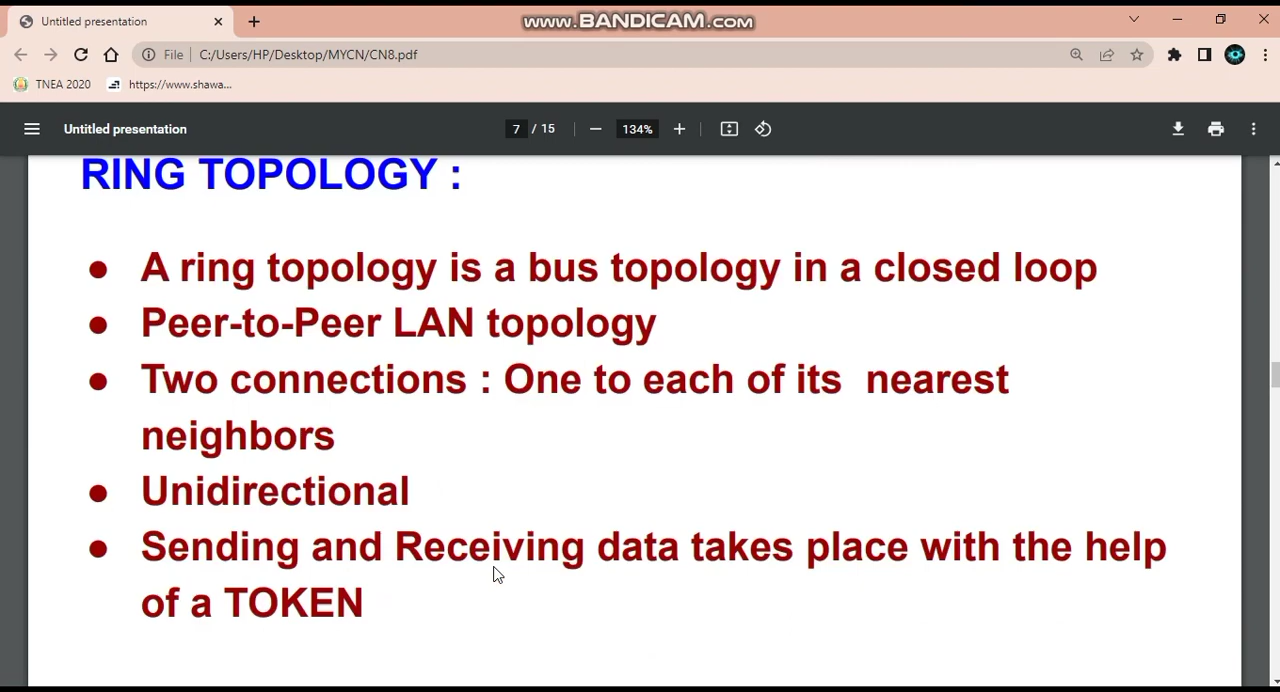 www.BANDICAM.com
Untitled presentation
File C:/Users/HP/Desktop/MYCN/CN8.pdf
TNEA 2020 https://www.shawa...
Untitled presentation 7 / 15 134%
RING TOPOLOGY :
● A ring topology is a bus topology in a closed loop
● Peer-to-Peer LAN topology
● Two connections : One to each of its nearest
neighbors
● Unidirectional
● Sending and Receiving data takes place with the help
of a TOKEN